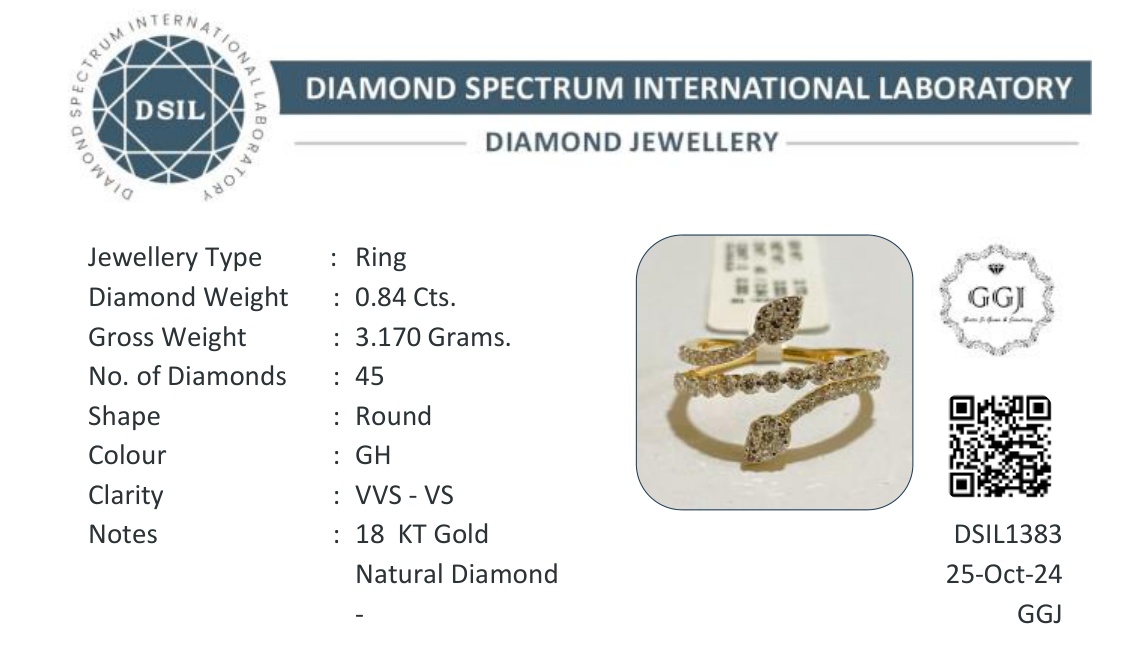 DIAMOND SPECTRUM INTERNATIONAL LABORATORY
DSIL
DIAMOND SPECTRUM INTERNATIONAL LABORATORY
DIAMOND JEWELLERY
Jewellery Type : Ring
Diamond Weight : 0.84 Cts.
Gross Weight : 3.170 Grams.
No. of Diamonds : 45
Shape : Round
Colour : GH
Clarity : VVS - VS
Notes : 18 KT Gold
Natural Diamond
-
GGJ
DSIL1383
25-Oct-24
GGJ